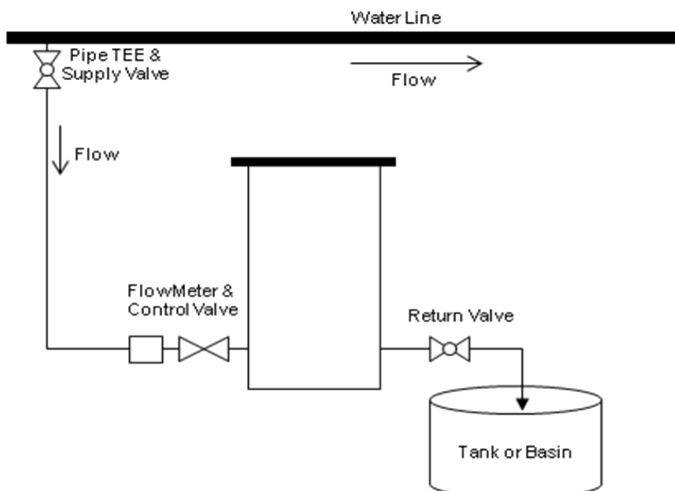 Water Line
Pipe TEE &
Supply Valve
Flow
Flow
FlowMeter &
Control Valve
Return Valve
Tank or Basin